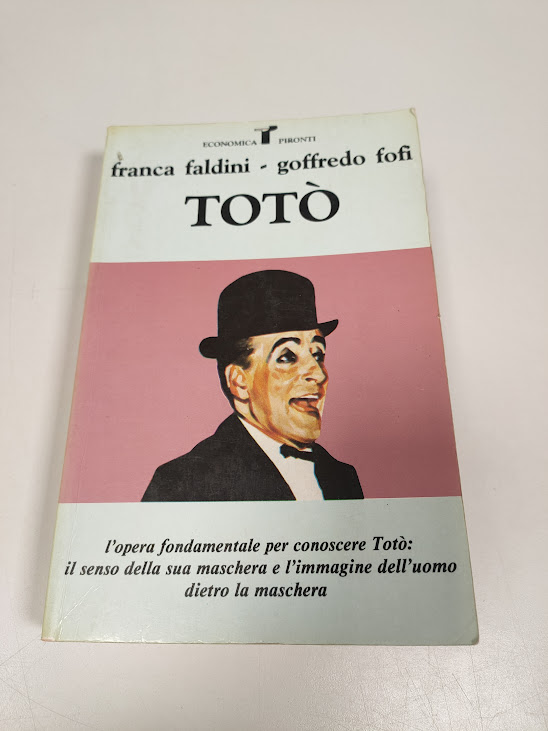 ECONOMICA PIRONTI
franca faldini - goffredo fofi
TOTÒ
l'opera fondamentale per conoscere Totò:
il senso della sua maschera e l'immagine dell'uomo
dietro la maschera